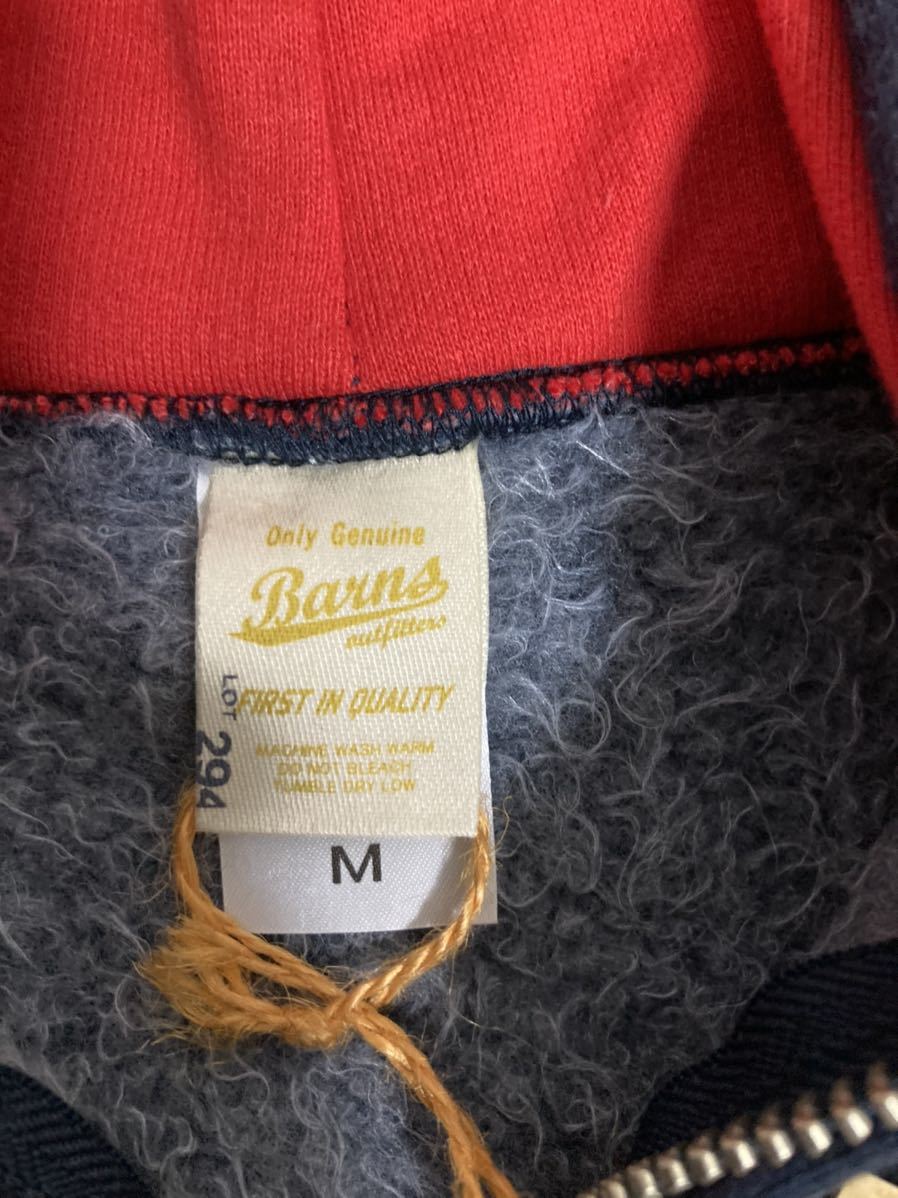 Only Genuine
Barns
outfitters
FIRST IN QUALITY
MACHINE WASH WARM
DO NOT BLEACH
TUMBLE DRY LOW
LOT 294
M